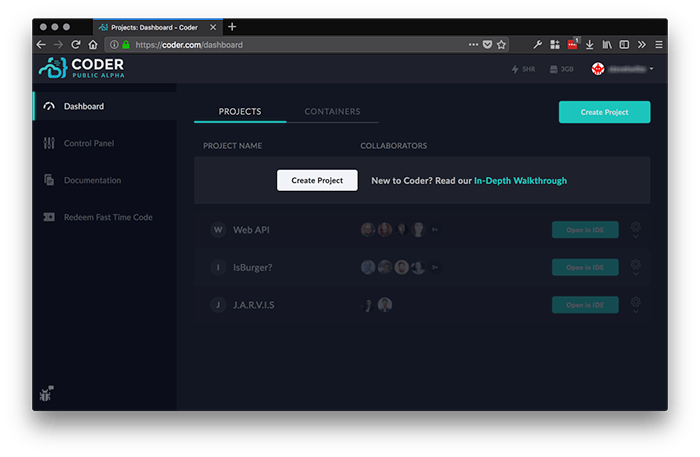 Projects: Dashboard - Coder
https://coder.com/dashboard
1
CODER
PUBLIC ALPHA
5HR
3GB
Dashboard
Control Panel
Documentation
Redeem Fast Time Code
PROJECTS
CONTAINERS
Create Project
PROJECT NAME
COLLABORATORS
Create Project
New to Coder? Read our In-Depth Walkthrough
W
Web API
Open in IDE
I
IsBurger?
Open in IDE
J
J.A.R.V.I.S
Open in IDE